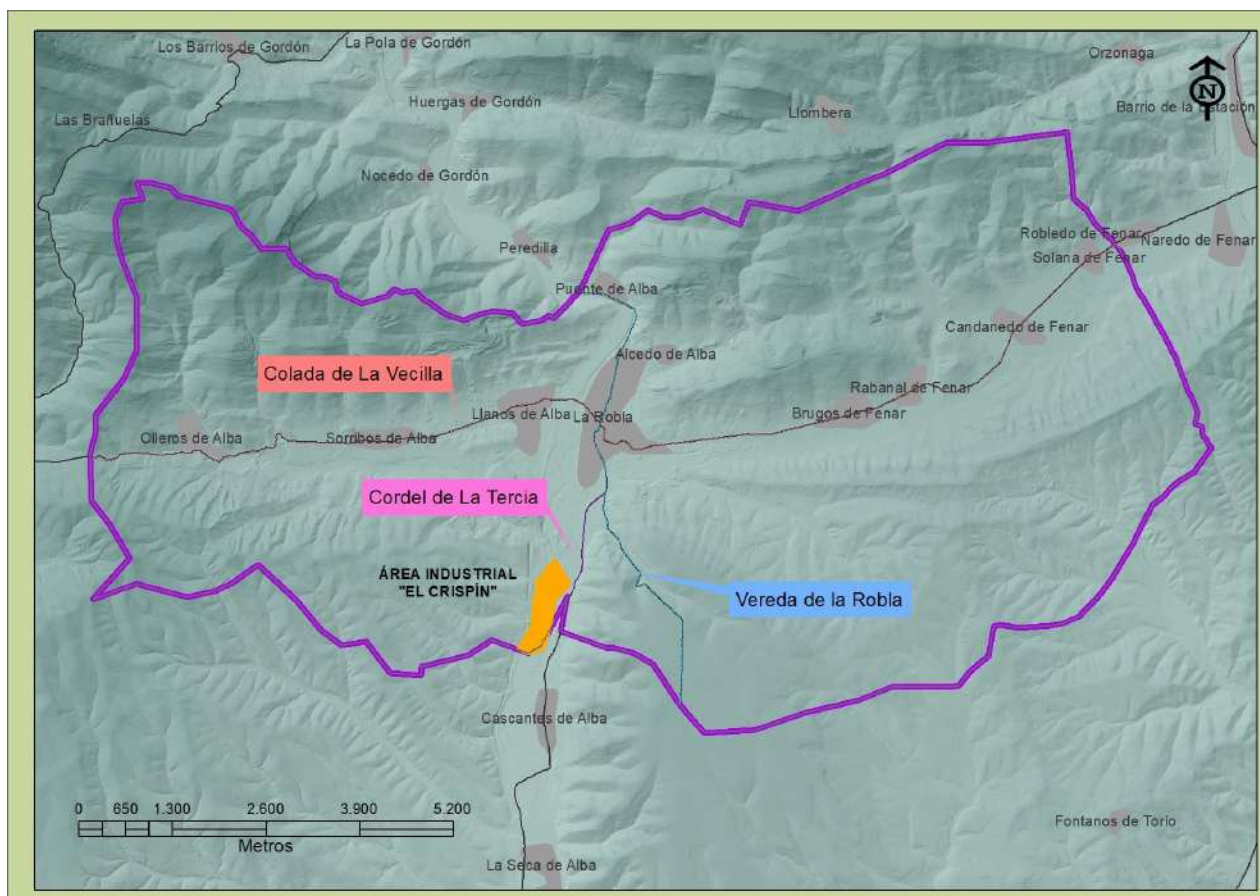 Los Barrios de Gordón
La Pola de Gordón
Orzonaga
N
Huergas de Gordón
Llombera
Barrio de la Estación
Las Brañuelas
Nocedo de Gordón
Peredilla
Robledo de Fenar
Naredo de Fenar
Solana de Fenar
Puente de Alba
Candanedo de Fenar
Alcedo de Alba
Colada de La Vecilla
Rabanal de Fenar
Llanos de Alba
La Robla
Brugos de Fenar
Olleros de Alba
Sorribos de Alba
Cordel de La Tercia
ÁREA INDUSTRIAL
"EL CRISPÍN"
Vereda de la Robla
Cascantes de Alba
0 650 1.300 2.600 3.900 5.200
Metros
Fontanos de Torio
La Seca de Alba